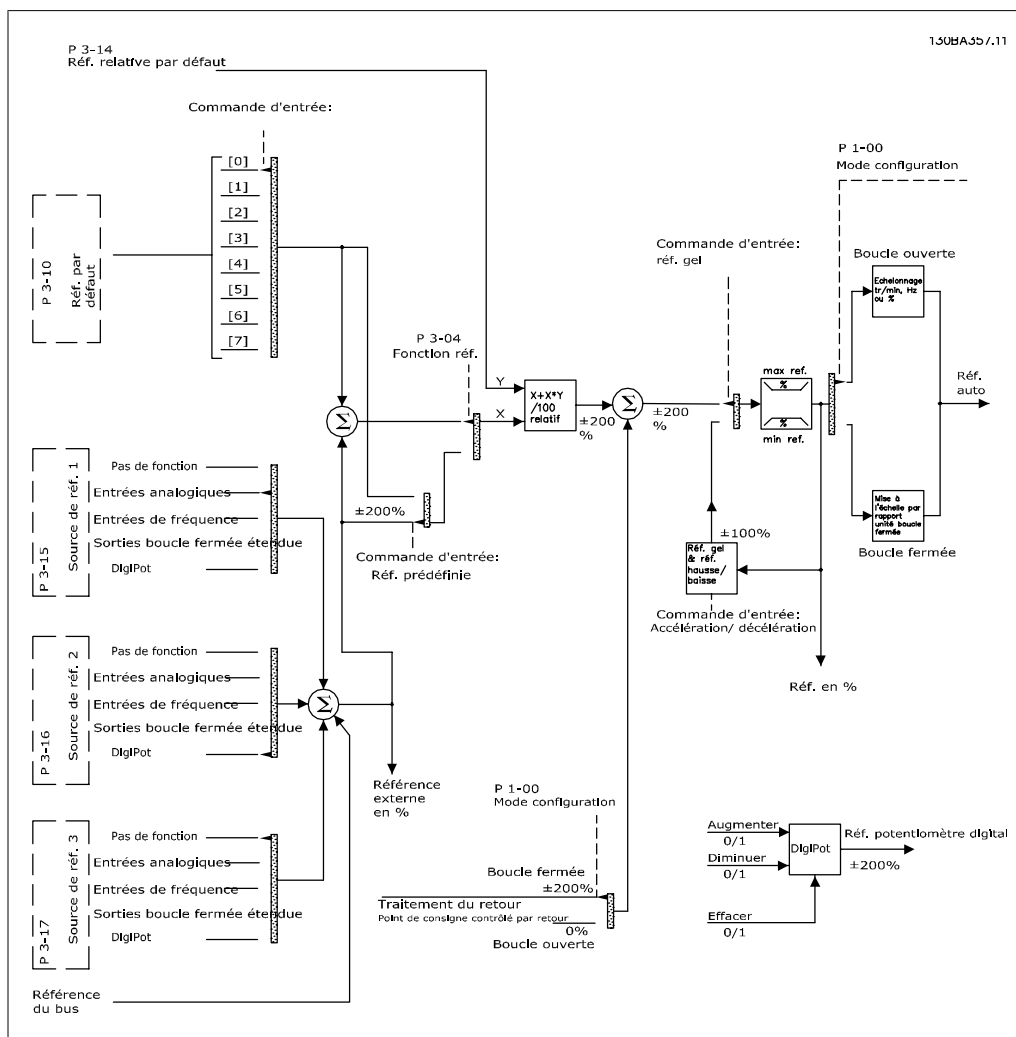 130BA357.11
P 3-14
Réf. relative par défaut
Commande d'entrée:
[0]
[1]
[2]
[3]
[4]
[5]
[6]
[7]
P 3-10
Réf. par
défaut
P 1-00
Mode configuration
Commande d'entrée:
réf. gel
Boucle ouverte
Echelonnage
tr/min, Hz
ou %
P 3-04
Fonction réf.
Y
X
X+X*Y
/100
relatif
±200
%
Σ
±200
%
max ref.
%
%
min ref.
Réf.
auto
Σ
±200%
Commande d'entrée:
Réf. prédéfinie
±100%
Réf. gel
& réf.
hausse/
baisse
Commande d'entrée:
Accélération/ décélération
Mise à
l'échelle par
rapport
unité boucle
fermée
Boucle fermée
Réf. en %
P 3-15
Source de réf. 1
Pas de fonction
Entrées analogiques
Entrées de fréquence
Sorties boucle fermée étendue
DigiPot
P 3-16
Source de réf. 2
Pas de fonction
Entrées analogiques
Entrées de fréquence
Sorties boucle fermée étendue
DigiPot
Σ
Référence
externe
en %
P 3-17
Source de réf. 3
Pas de fonction
Entrées analogiques
Entrées de fréquence
Sorties boucle fermée étendue
DigiPot
Référence
du bus
P 1-00
Mode configuration
Boucle fermée
±200%
Traitement du retour
Point de consigne contrôlé par retour
0%
Boucle ouverte
Augmenter
0/1
Diminuer
0/1
Effacer
0/1
DigiPot
Réf. potentiomètre digital
±200%